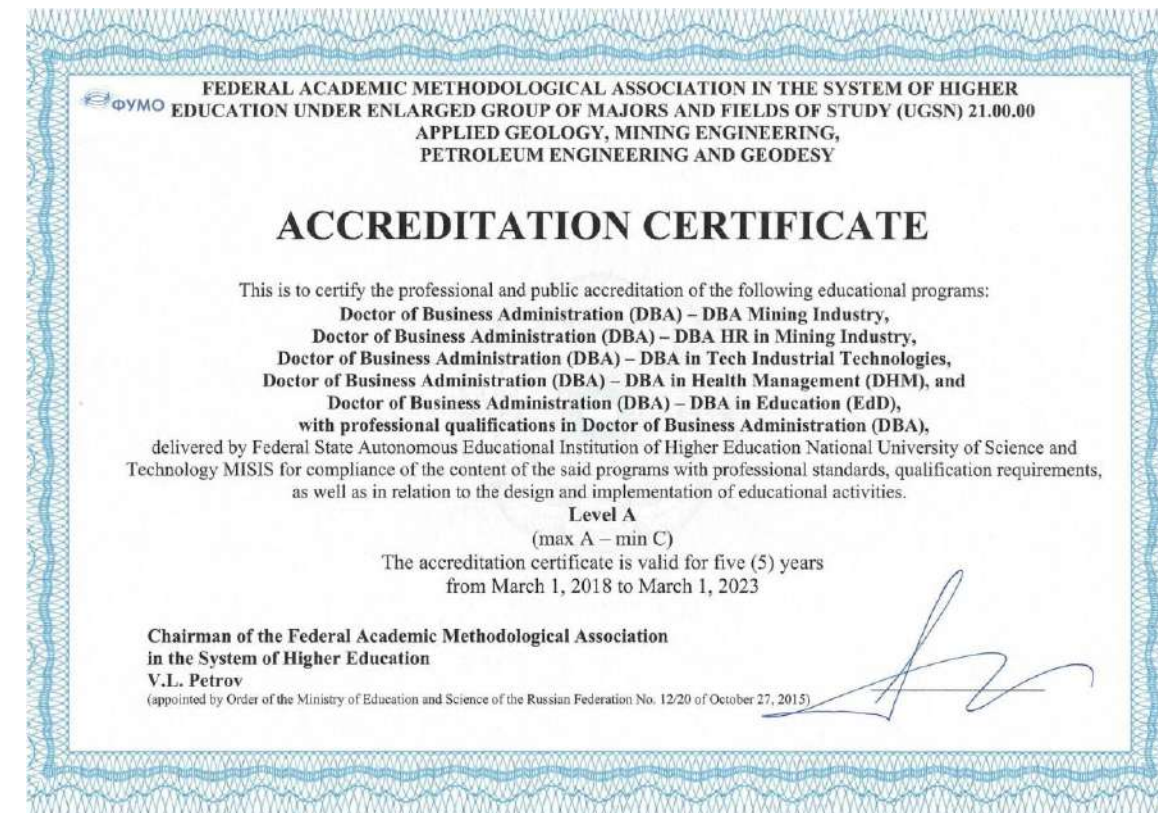 FEDERAL ACADEMIC METHODOLOGICAL ASSOCIATION IN THE SYSTEM OF HIGHER
ФУМО EDUCATION UNDER ENLARGED GROUP OF MAJORS AND FIELDS OF STUDY (UGSN) 21.00.00
APPLIED GEOLOGY, MINING ENGINEERING,
PETROLEUM ENGINEERING AND GEODESY
ACCREDITATION CERTIFICATE
This is to certify the professional and public accreditation of the following educational programs:
Doctor of Business Administration (DBA) – DBA Mining Industry,
Doctor of Business Administration (DBA) – DBA HR in Mining Industry,
Doctor of Business Administration (DBA) – DBA in Tech Industrial Technologies,
Doctor of Business Administration (DBA) – DBA in Health Management (DHM), and
Doctor of Business Administration (DBA) – DBA in Education (EdD),
with professional qualifications in Doctor of Business Administration (DBA),
delivered by Federal State Autonomous Educational Institution of Higher Education National University of Science and
Technology MISIS for compliance of the content of the said programs with professional standards, qualification requirements,
as well as in relation to the design and implementation of educational activities.
Level A
(max A – min C)
The accreditation certificate is valid for five (5) years
from March 1, 2018 to March 1, 2023
Chairman of the Federal Academic Methodological Association
in the System of Higher Education
V.L. Petrov
(appointed by Order of the Ministry of Education and Science of the Russian Federation No. 12/20 of October 27, 2015)